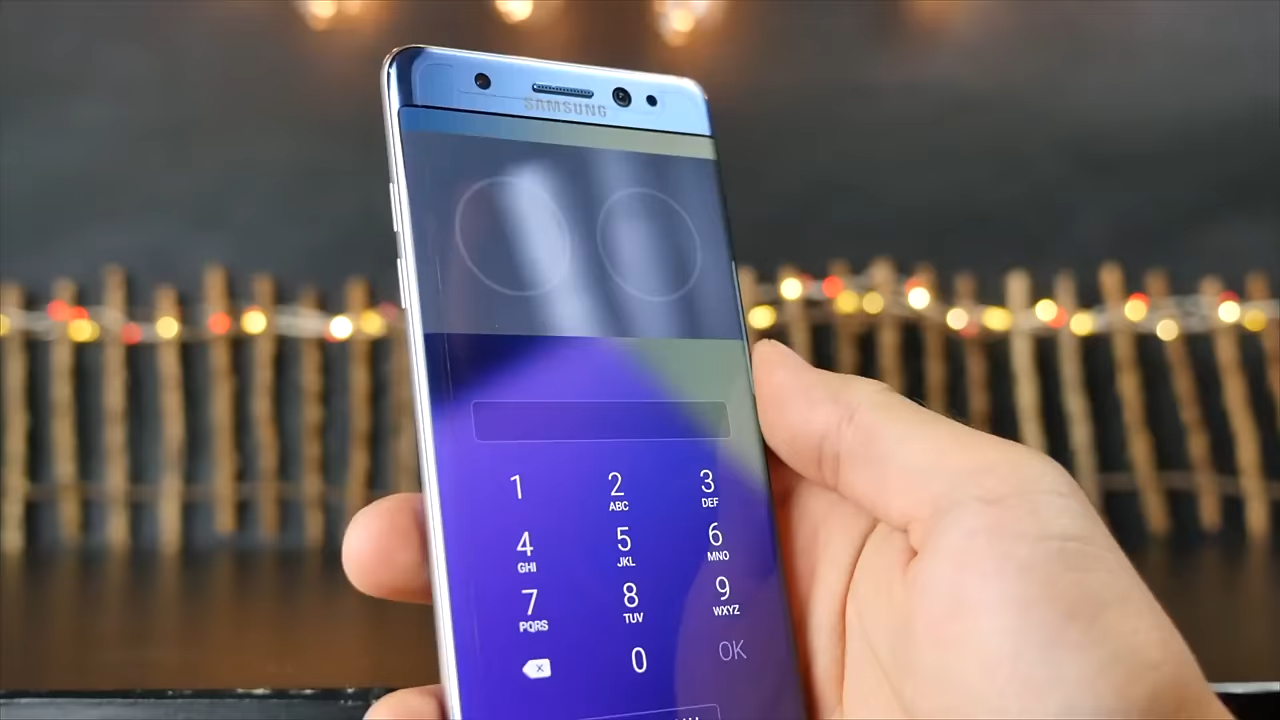 SAMSUNG
1 2 3
ABC DEF
4 5 6
GHI JKL MNO
7 8 9
PQRS TUV WXYZ
0 OK